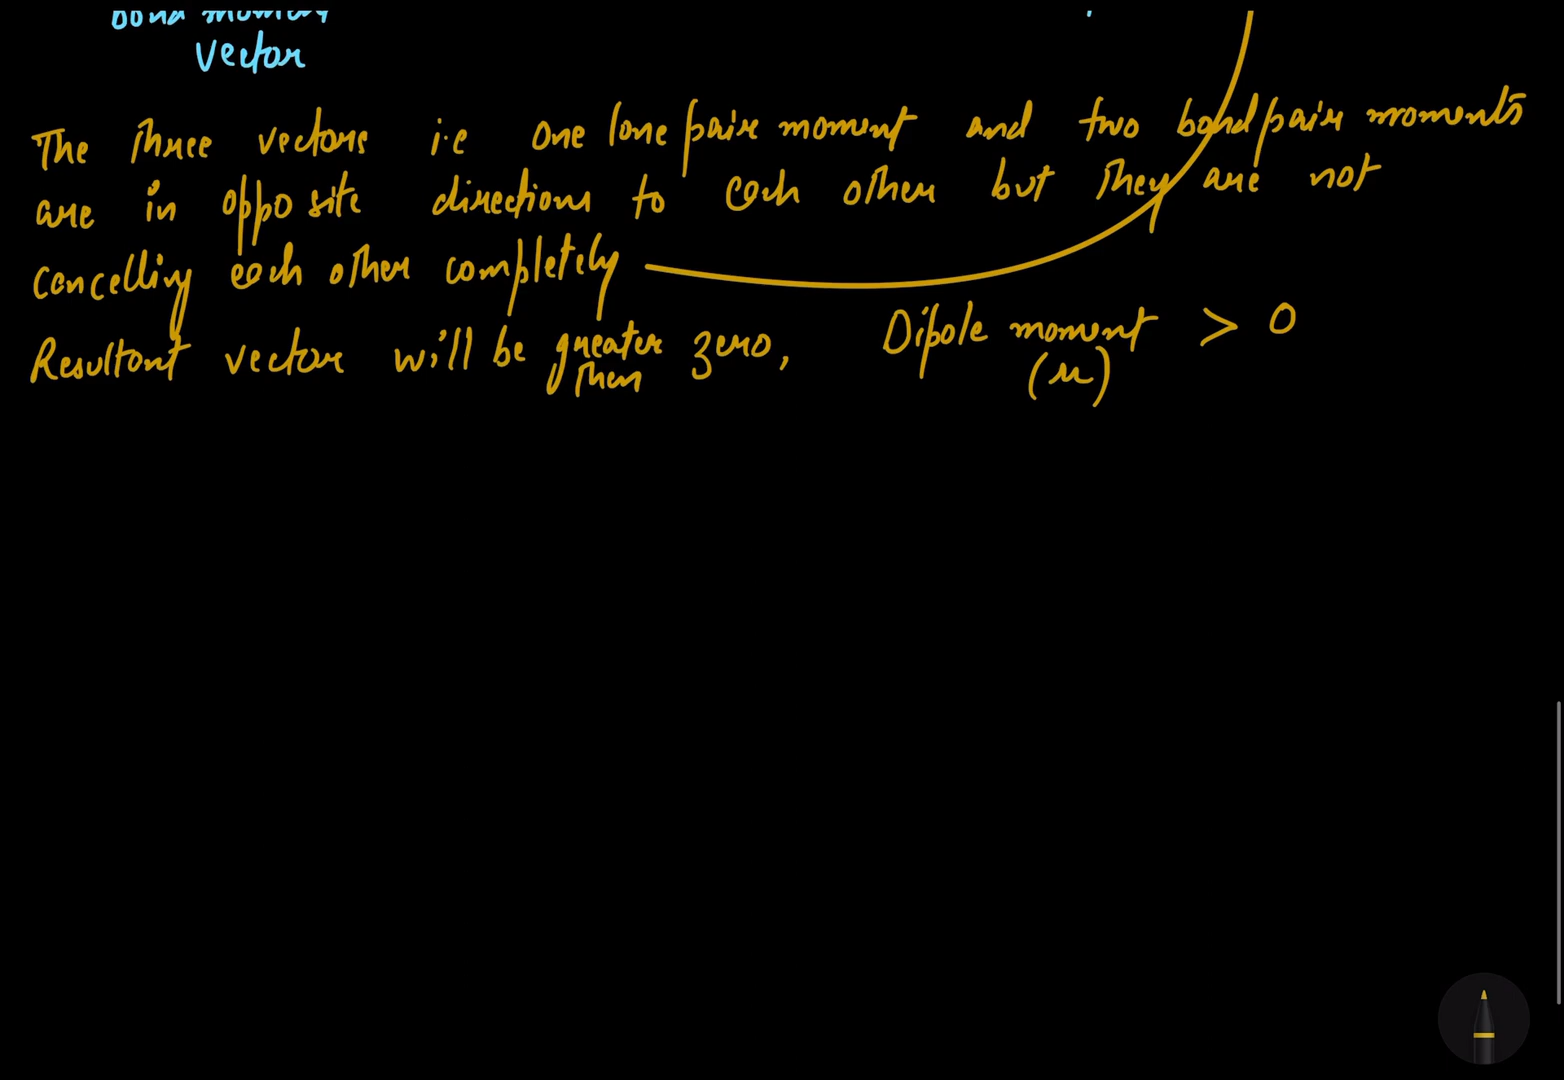 vector
The three vectors i.e one lone pair moment and two bond pair moments
are in opposite directions to each other but they are not
cancelling each other completely
Resultant vector will be greater than zero, Dipole moment > 0
(μ)